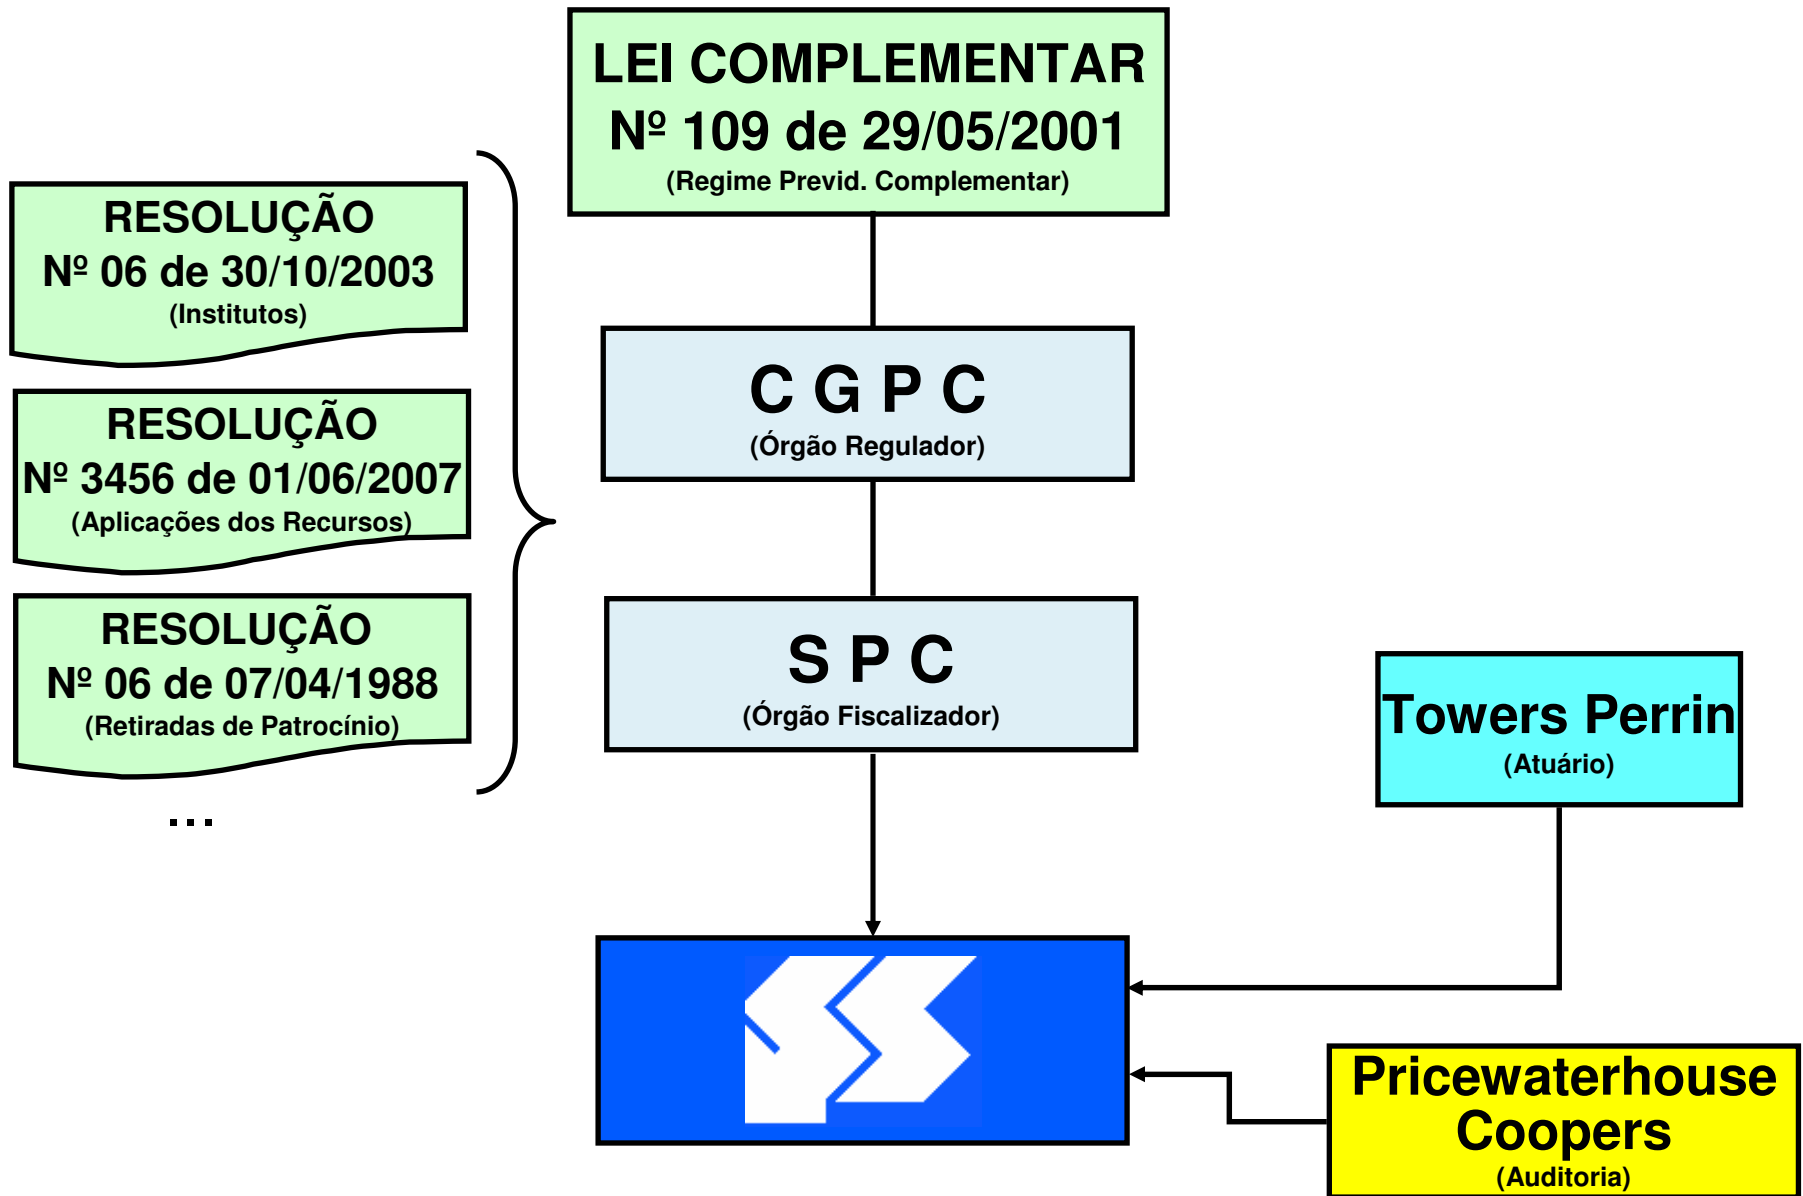 LEI COMPLEMENTAR
Nº 109 de 29/05/2001
(Regime Previd. Complementar)
RESOLUÇÃO
Nº 06 de 30/10/2003
(Institutos)
RESOLUÇÃO
Nº 3456 de 01/06/2007
(Aplicações dos Recursos)
RESOLUÇÃO
Nº 06 de 07/04/1988
(Retiradas de Patrocínio)
...
C G P C
(Órgão Regulador)
S P C
(Órgão Fiscalizador)
Towers Perrin
(Atuário)
Pricewaterhouse
Coopers
(Auditoria)